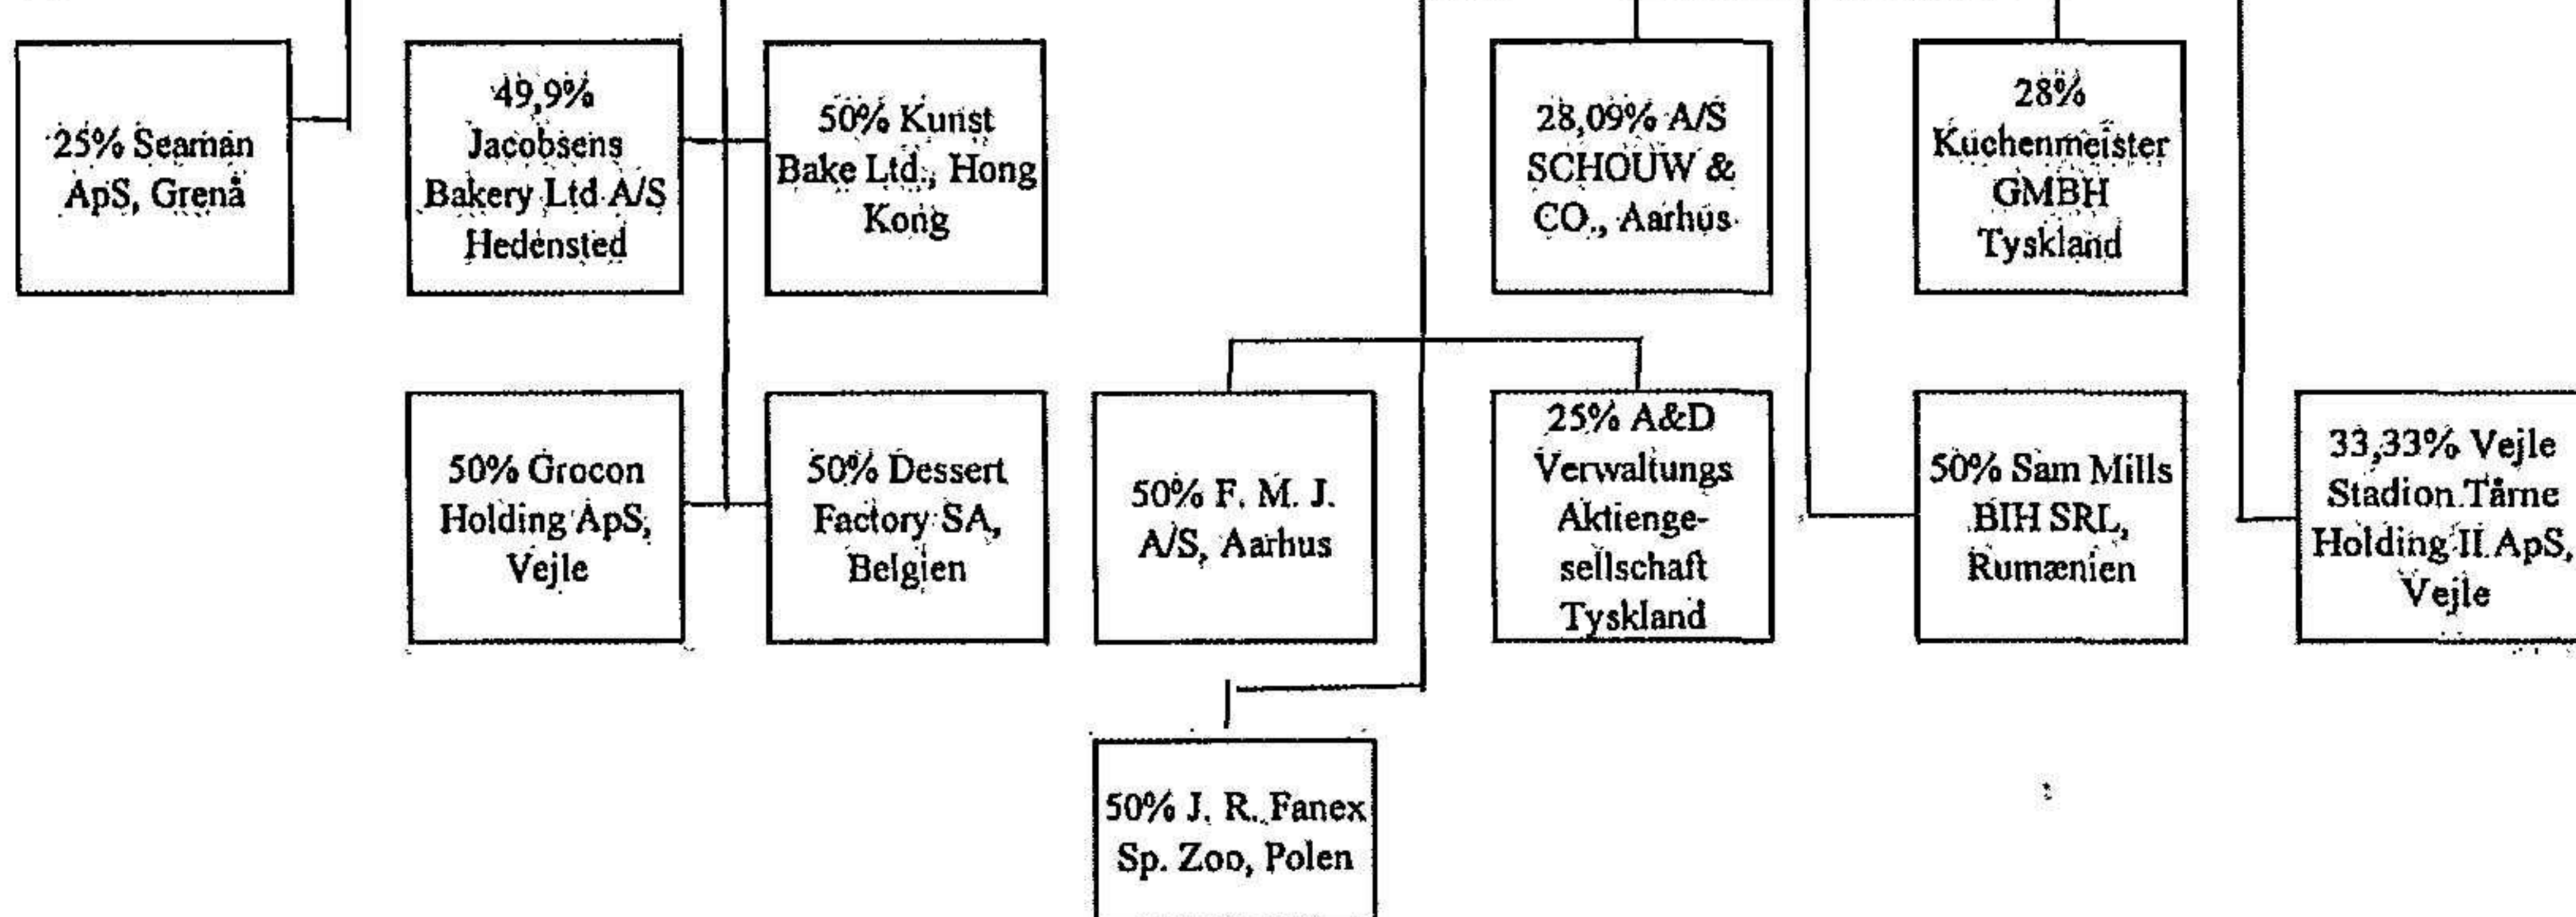 25% Seaman
ApS, Grenå
49,9%
Jacobsens
Bakery Ltd A/S
Hedensted
50% Kunst
Bake Ltd., Hong
Kong
28,09% A/S
SCHOUW &
CO., Aarhus
28%
Kuchenmeister
GMBH
Tyskland
50% Grocon
Holding ApS,
Vejle
50% Dessert
Factory SA,
Belgien
50% F. M. J.
A/S, Aarhus
25% A&D
Verwaltungs
Aktienge-
sellschaft
Tyskland
50% Sam Mills
BIH SRL,
Rumænien
33,33% Vejle
Stadion Tårne
Holding II ApS,
Vejle
50% J. R. Fanex
Sp. Zoo, Polen